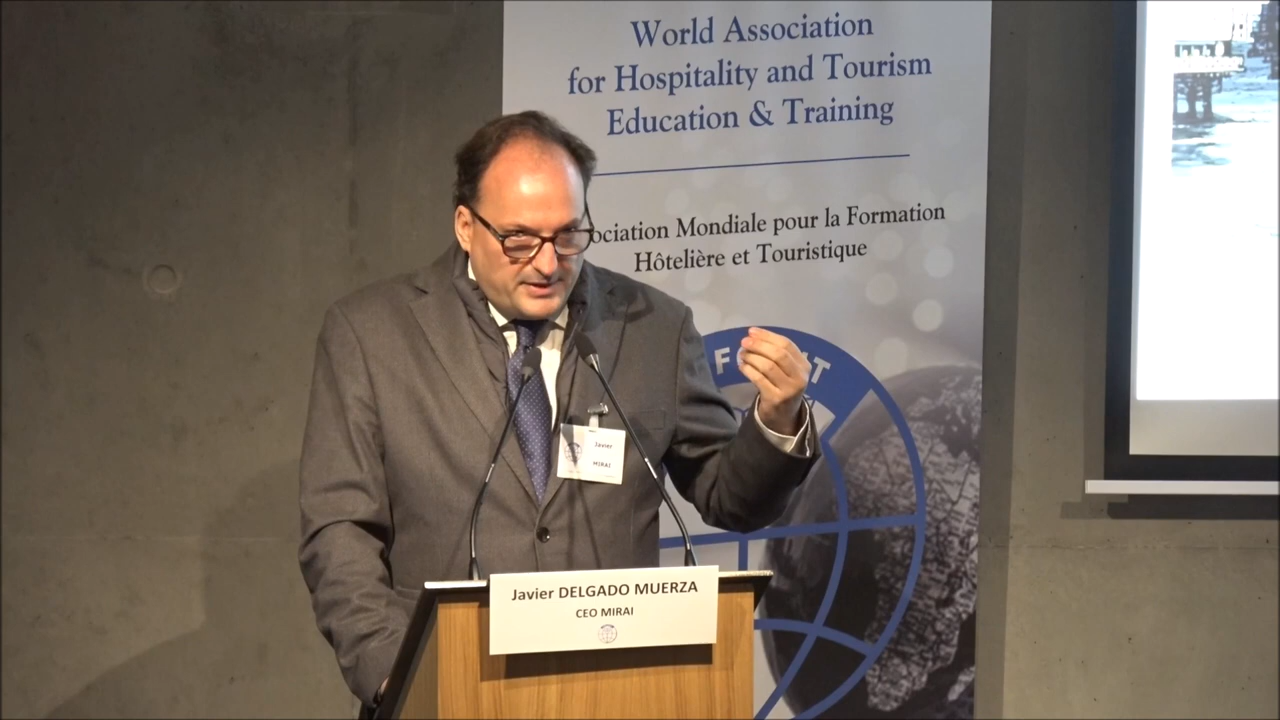 World Association
for Hospitality and Tourism
Education & Training
ociation Mondiale pour la Formation
Hôtelière et Touristique
Javier
MIRAI
Javier DELGADO MUERZA
CEO MIRAI